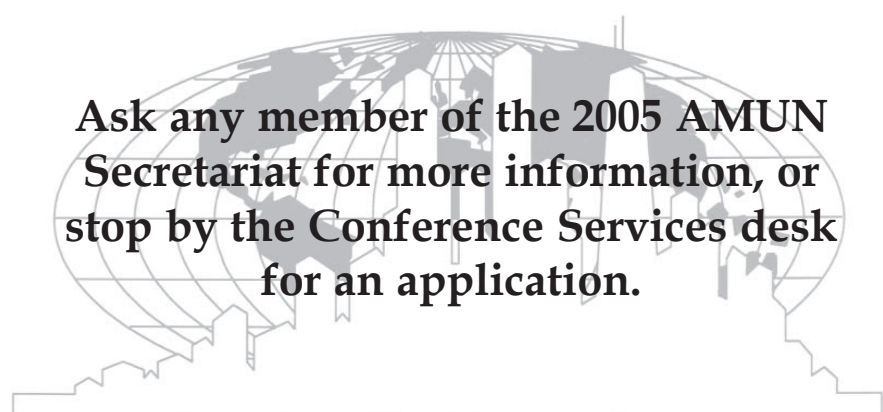 Ask any member of the 2005 AMUN
Secretariat for more information, or
stop by the Conference Services desk
for an application.